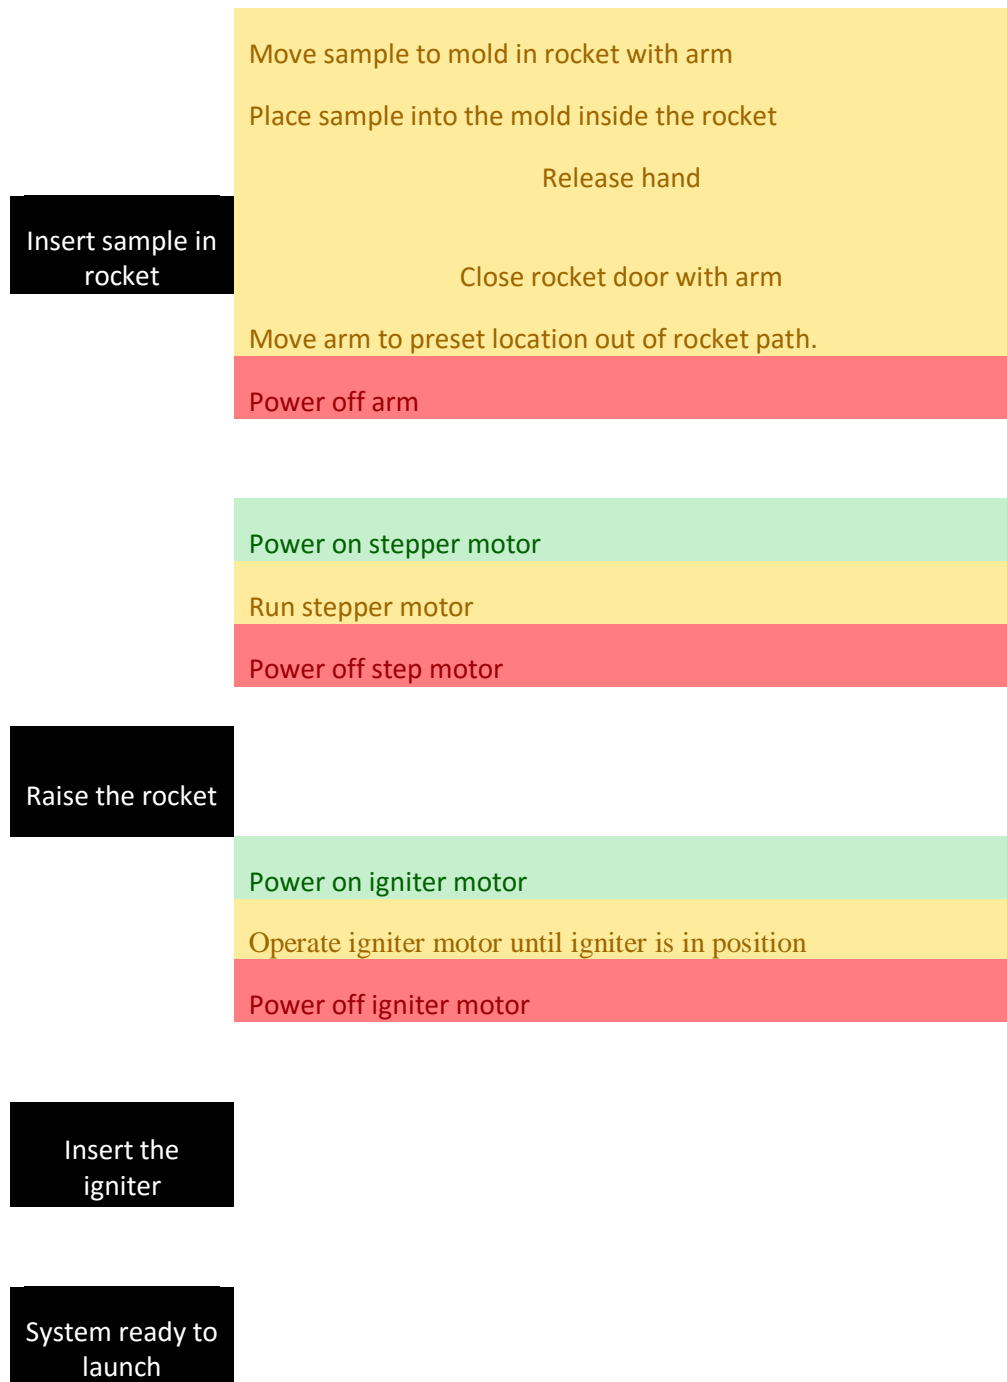 Move sample to mold in rocket with arm
Place sample into the mold inside the rocket
Release hand
Insert sample in
rocket
Close rocket door with arm
Move arm to preset location out of rocket path.
Power off arm
Power on stepper motor
Run stepper motor
Power off step motor
Raise the rocket
Power on igniter motor
Operate igniter motor until igniter is in position
Power off igniter motor
Insert the
igniter
System ready to
launch